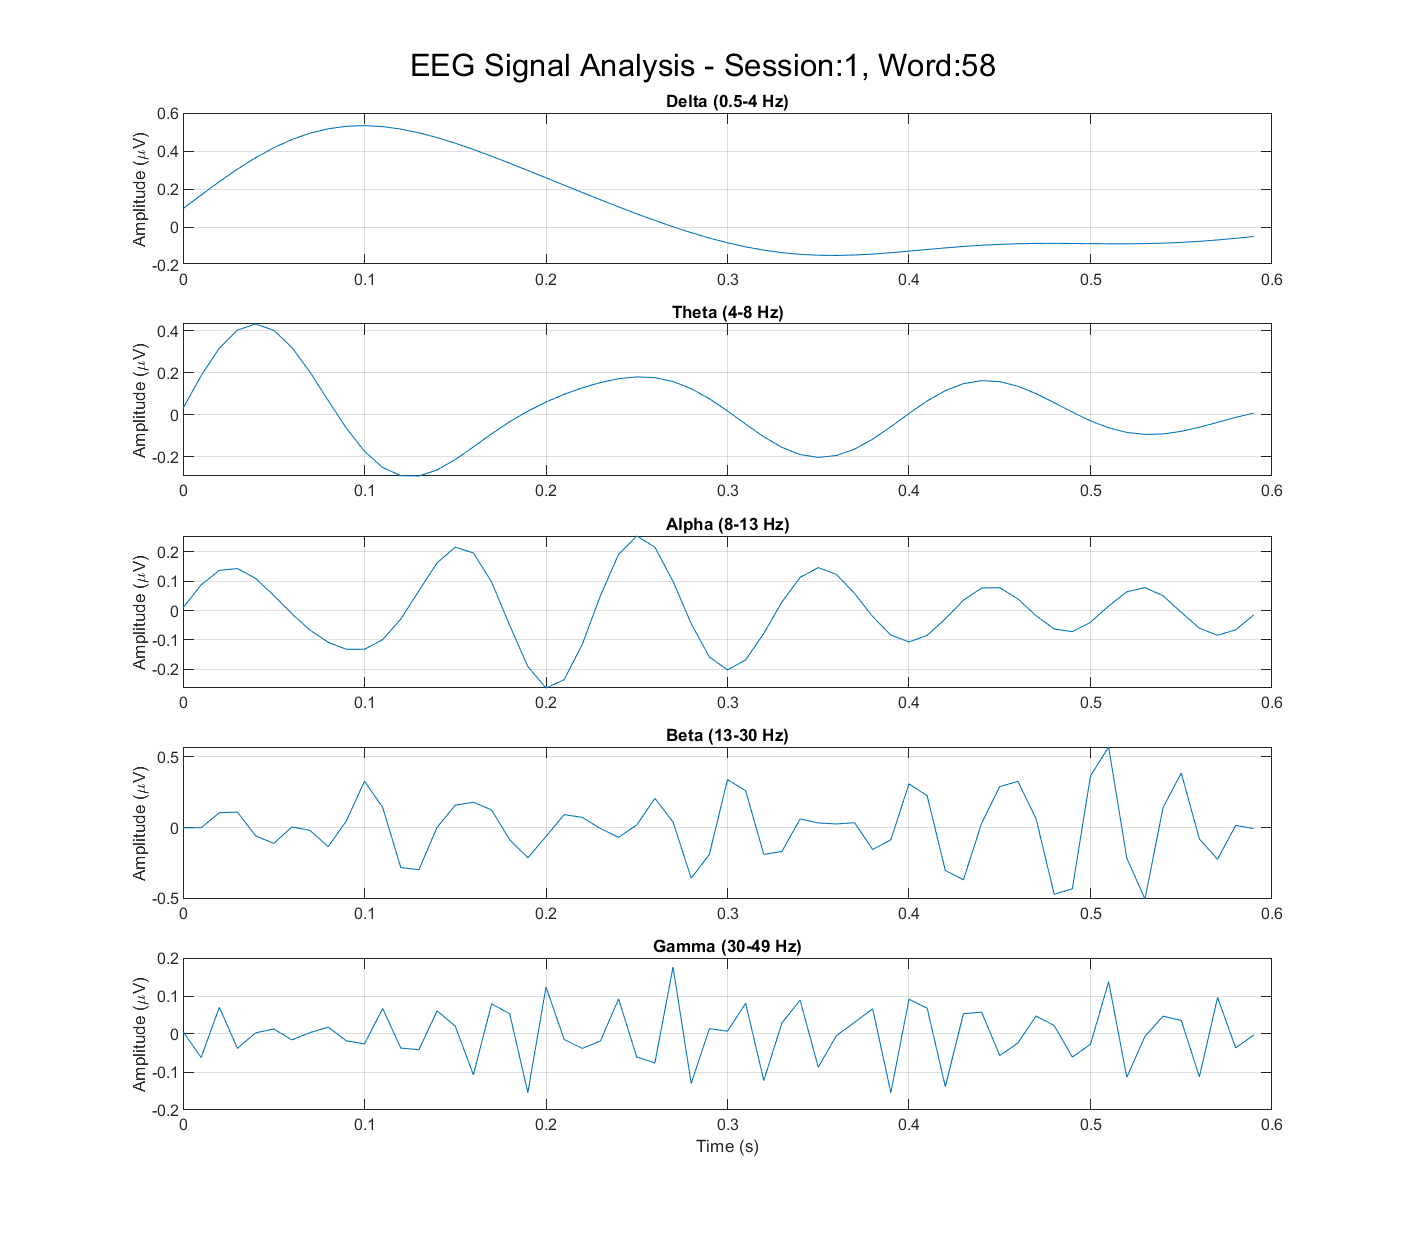 EEG Signal Analysis - Session:1, Word:58
Delta (0.5-4 Hz)
Amplitude (μV)
0.6
0.4
0.2
0
-0.2
0 0.1 0.2 0.3 0.4 0.5 0.6
Theta (4-8 Hz)
Amplitude (μV)
0.4
0.2
0
-0.2
0 0.1 0.2 0.3 0.4 0.5 0.6
Alpha (8-13 Hz)
Amplitude (μV)
0.2
0.1
0
-0.1
-0.2
0 0.1 0.2 0.3 0.4 0.5 0.6
Beta (13-30 Hz)
Amplitude (μV)
0.5
0
-0.5
0 0.1 0.2 0.3 0.4 0.5 0.6
Gamma (30-49 Hz)
Amplitude (μV)
0.2
0.1
0
-0.1
-0.2
0 0.1 0.2 0.3 0.4 0.5 0.6
Time (s)